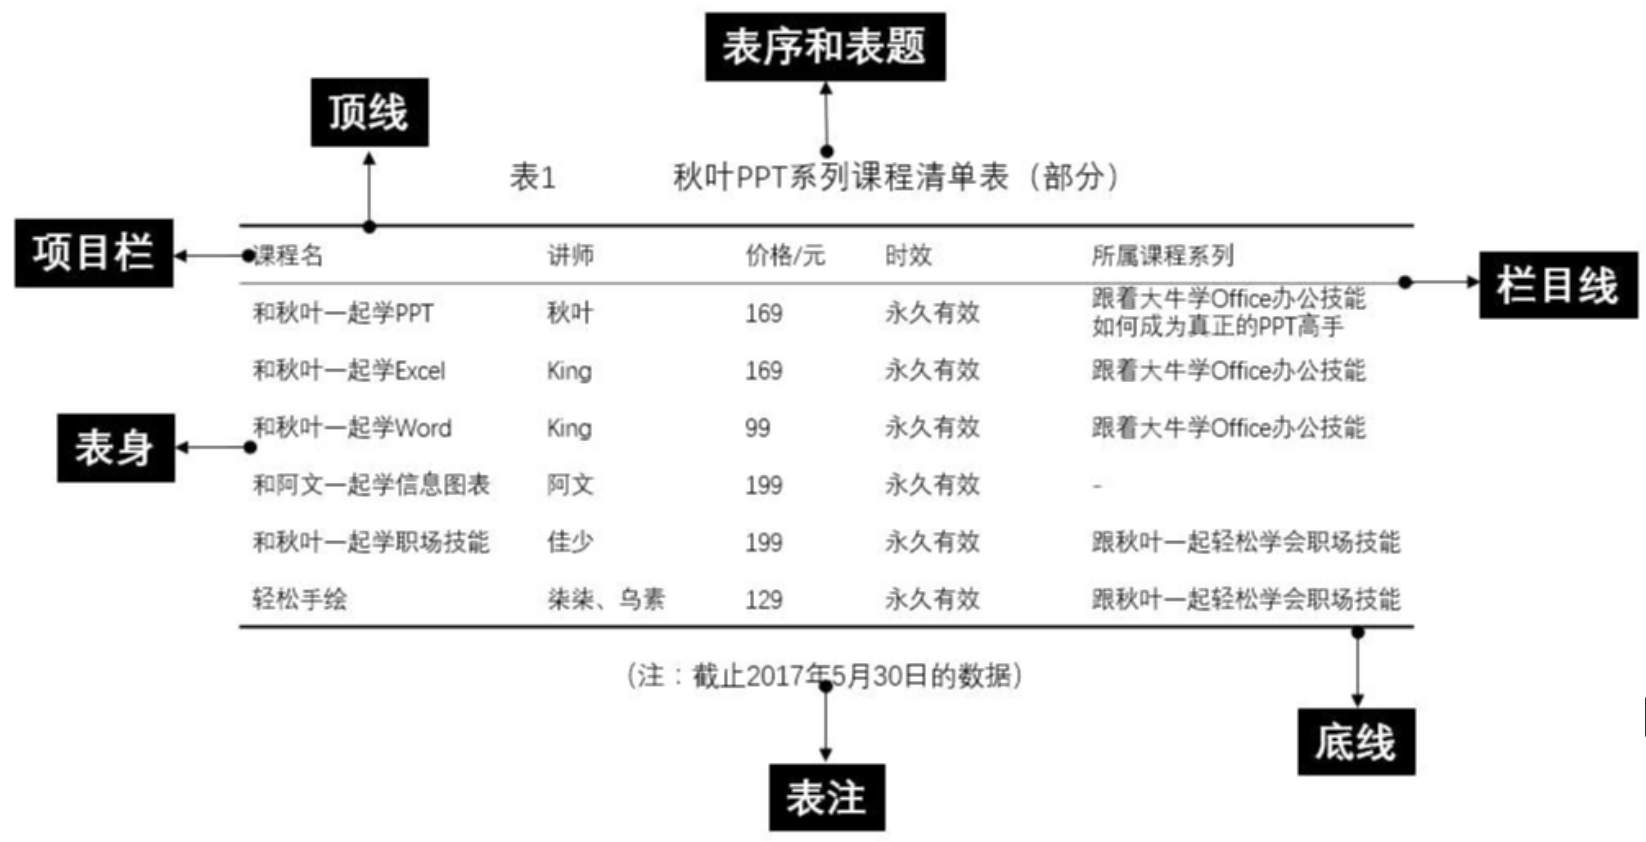 表序和表题
顶线
表1 秋叶PPT系列课程清单表（部分）
项目栏
课程名 讲师 价格/元 时效 所属课程系列
栏目线
和秋叶一起学PPT 秋叶 169 永久有效 跟着大牛学Office办公技能
如何成为真正的PPT高手
和秋叶一起学Excel King 169 永久有效 跟着大牛学Office办公技能
和秋叶一起学Word King 99 永久有效 跟着大牛学Office办公技能
表身
和阿文一起学信息图表 阿文 199 永久有效 -
和秋叶一起学职场技能 佳少 199 永久有效 跟秋叶一起轻松学会职场技能
轻松手绘 柒柒、乌素 129 永久有效 跟秋叶一起轻松学会职场技能
（注：截止2017年5月30日的数据）
底线
表注